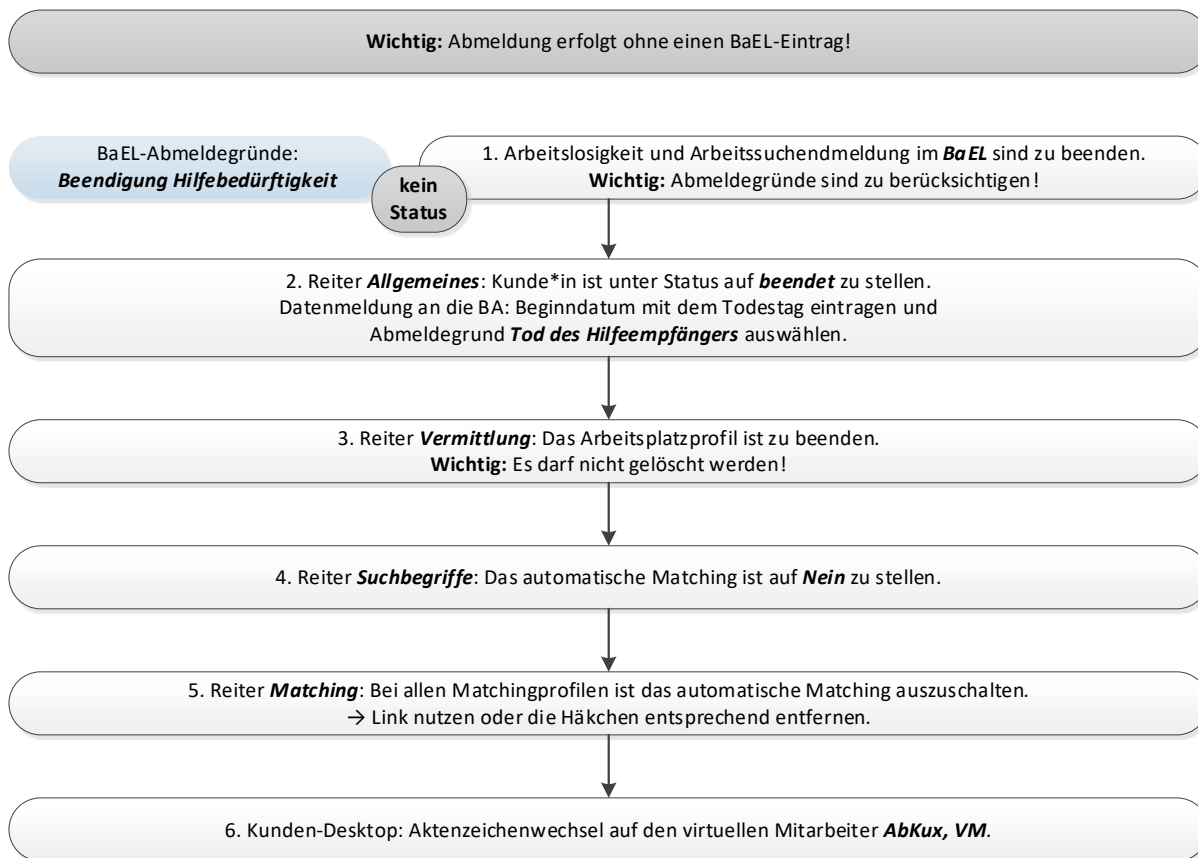 Wichtig: Abmeldung erfolgt ohne einen BaEL-Eintrag!
BaEL-Abmeldegründe:
Beendigung Hilfebedürftigkeit
kein
Status
1. Arbeitslosigkeit und Arbeitssuchendmeldung im BaEL sind zu beenden.
Wichtig: Abmeldegründe sind zu berücksichtigen!
2. Reiter Allgemeines: Kunde*in ist unter Status auf beendet zu stellen.
Datenmeldung an die BA: Beginndatum mit dem Todestag eintragen und
Abmeldegrund Tod des Hilfeempfängers auswählen.
3. Reiter Vermittlung: Das Arbeitsplatzprofil ist zu beenden.
Wichtig: Es darf nicht gelöscht werden!
4. Reiter Suchbegriffe: Das automatische Matching ist auf Nein zu stellen.
5. Reiter Matching: Bei allen Matchingprofilen ist das automatische Matching auszuschalten.
→ Link nutzen oder die Häkchen entsprechend entfernen.
6. Kunden-Desktop: Aktenzeichenwechsel auf den virtuellen Mitarbeiter AbKux, VM.